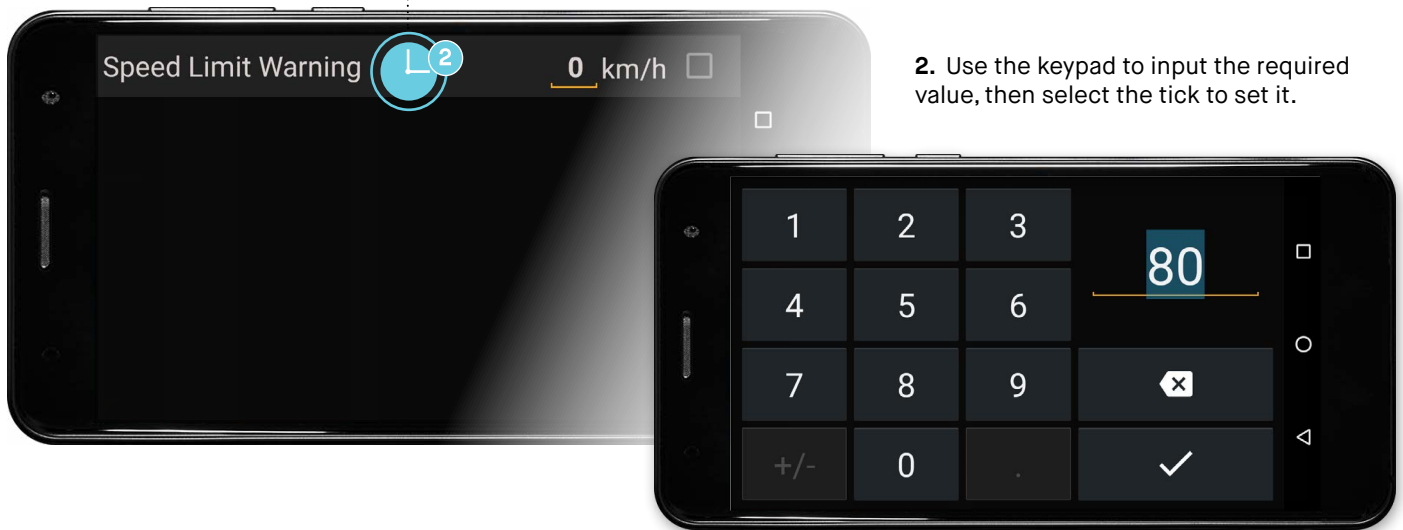 Speed Limit Warning 2 0 km/h
2. Use the keypad to input the required
value, then select the tick to set it.
1 2 3
80
4 5 6
7 8 9
+/- 0 .